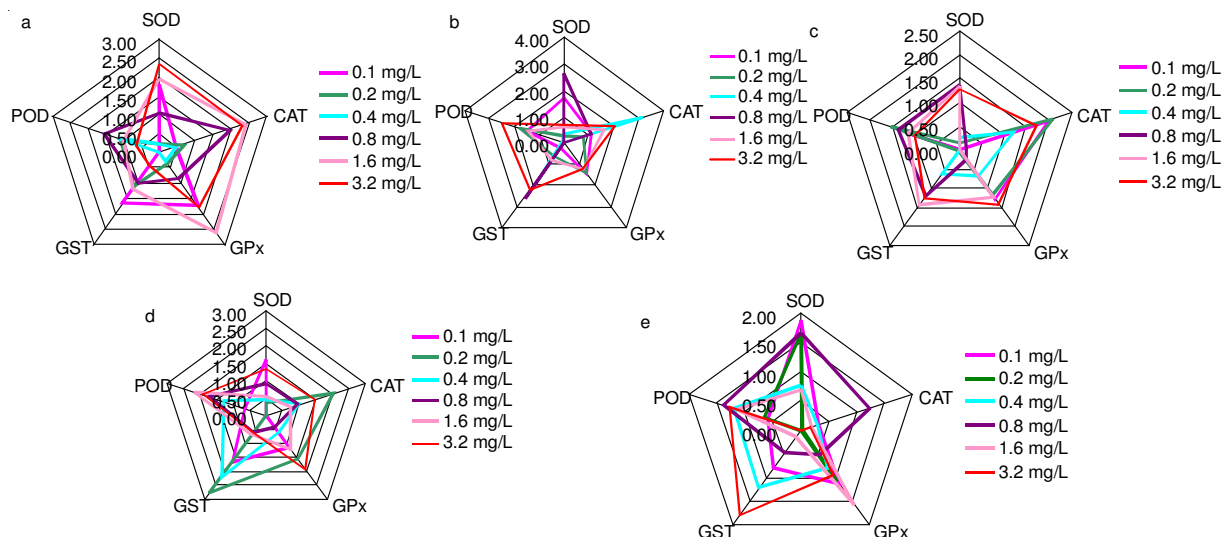 a
SOD
3.00
2.50
2.00
1.50
1.00
0.50
0.00
CAT
GPx
GST
POD
0.1 mg/L
0.2 mg/L
0.4 mg/L
0.8 mg/L
1.6 mg/L
3.2 mg/L
b
SOD
4.00
3.00
2.00
1.00
0.00
CAT
GPx
GST
POD
0.1 mg/L
0.2 mg/L
0.4 mg/L
0.8 mg/L
1.6 mg/L
3.2 mg/L
c
SOD
2.50
2.00
1.50
1.00
0.50
0.00
CAT
GPx
GST
POD
0.1 mg/L
0.2 mg/L
0.4 mg/L
0.8 mg/L
1.6 mg/L
3.2 mg/L
d
SOD
3.00
2.50
2.00
1.50
1.00
0.50
0.00
CAT
GPx
GST
POD
0.1 mg/L
0.2 mg/L
0.4 mg/L
0.8 mg/L
1.6 mg/L
3.2 mg/L
e
SOD
2.00
1.50
1.00
0.50
0.00
CAT
GPx
GST
POD
0.1 mg/L
0.2 mg/L
0.4 mg/L
0.8 mg/L
1.6 mg/L
3.2 mg/L